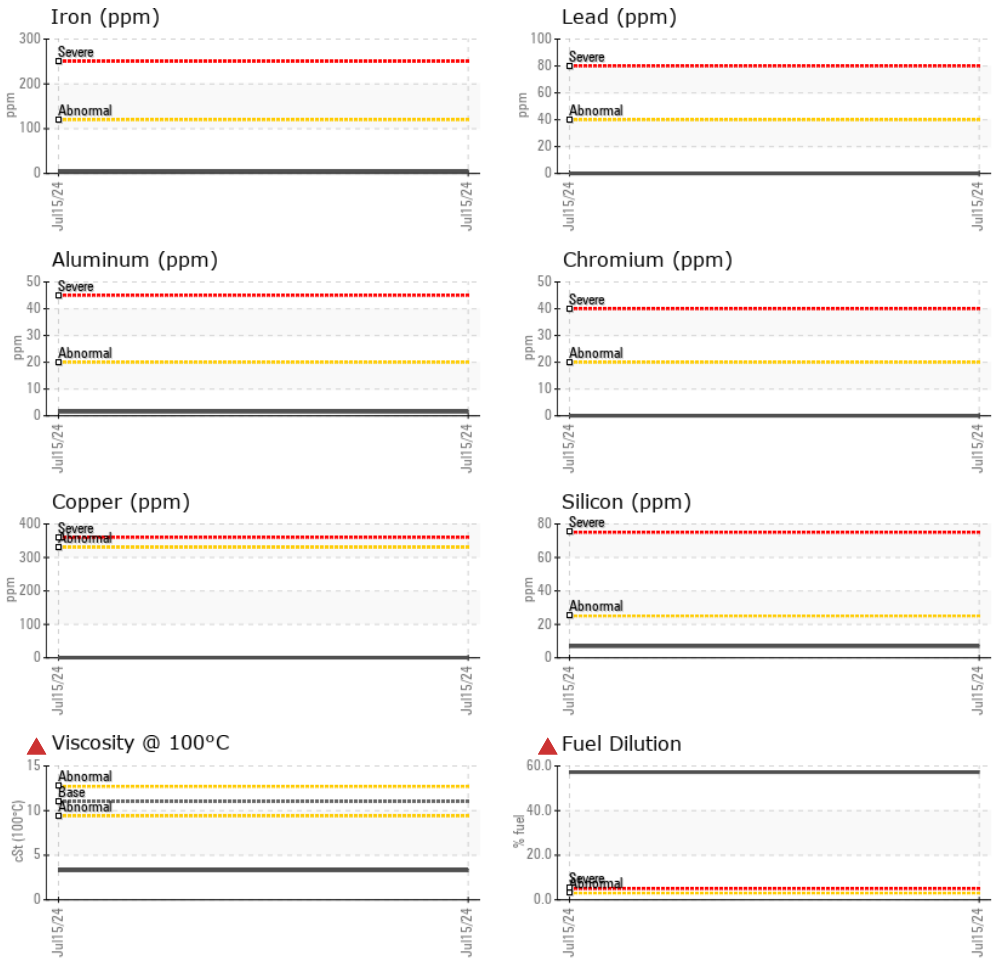 Iron (ppm)
300
200
100
0
ppm
Severe
Abnormal
Jul15/24
Jul15/24
Lead (ppm)
100
80
60
40
20
0
ppm
Severe
Abnormal
Jul15/24
Jul15/24
Aluminum (ppm)
50
40
30
20
10
0
ppm
Severe
Abnormal
Jul15/24
Jul15/24
Chromium (ppm)
50
40
30
20
10
0
ppm
Severe
Abnormal
Jul15/24
Jul15/24
Copper (ppm)
400
300
200
100
0
ppm
Severe
Abnormal
Jul15/24
Jul15/24
Silicon (ppm)
80
60
40
20
0
ppm
Severe
Abnormal
Jul15/24
Jul15/24
Viscosity @ 100°C
15
10
5
0
cSt (100°C)
Abnormal
Base
Abnormal
Jul15/24
Jul15/24
Fuel Dilution
60.0
40.0
20.0
0.0
% fuel
Severe
Abnormal
Jul15/24
Jul15/24